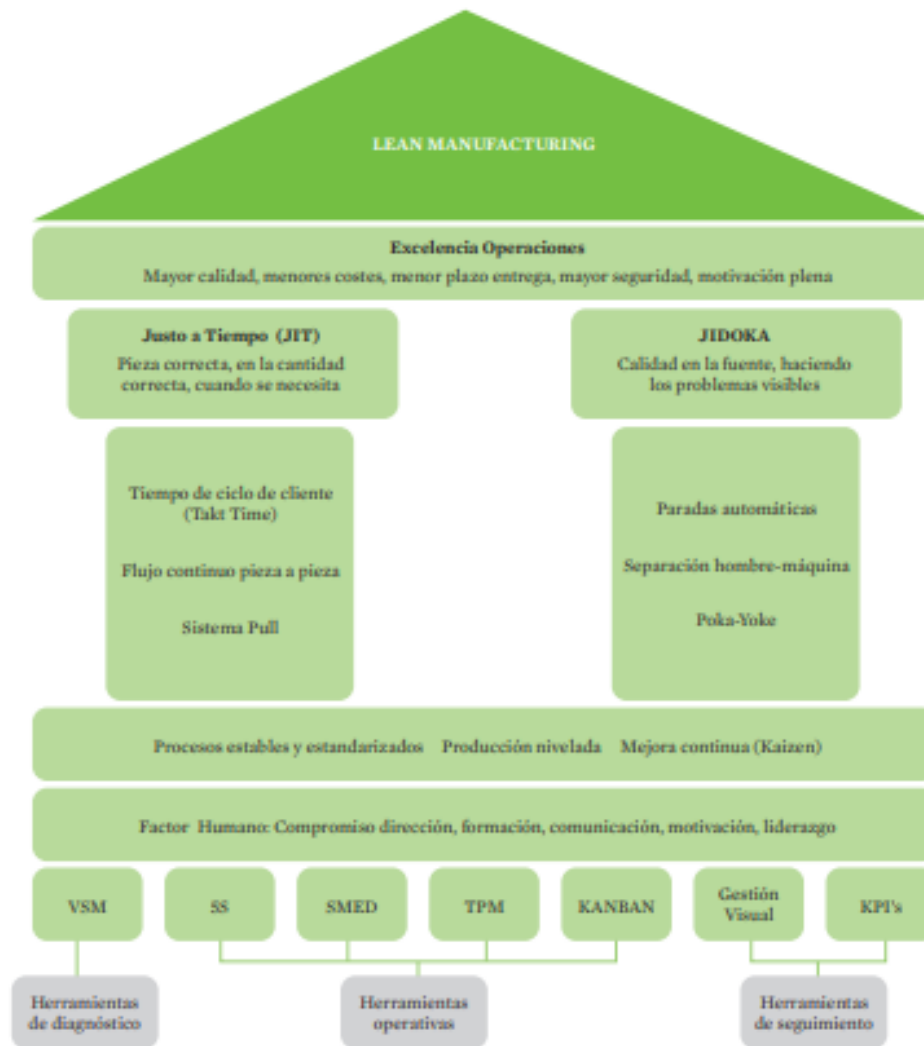 LEAN MANUFACTURING
Excelencia Operaciones
Mayor calidad, menores costes, menor plazo entrega, mayor seguridad, motivación plena
Justo a Tiempo (JIT)
Pieza correcta, en la cantidad
correcta, cuando se necesita
JIDOKA
Calidad en la fuente, haciendo
los problemas visibles
Tiempo de ciclo de cliente
(Takt Time)
Flujo continuo pieza a pieza
Sistema Pull
Paradas automáticas
Separación hombre-máquina
Poka-Yoke
Procesos estables y estandarizados Producción nivelada Mejora continua (Kaizen)
Factor Humano: Compromiso dirección, formación, comunicación, motivación, liderazgo
VSM
5S
SMED
TPM
KANBAN
Gestión
Visual
KPI's
Herramientas
de diagnóstico
Herramientas
operativas
Herramientas
de seguimiento